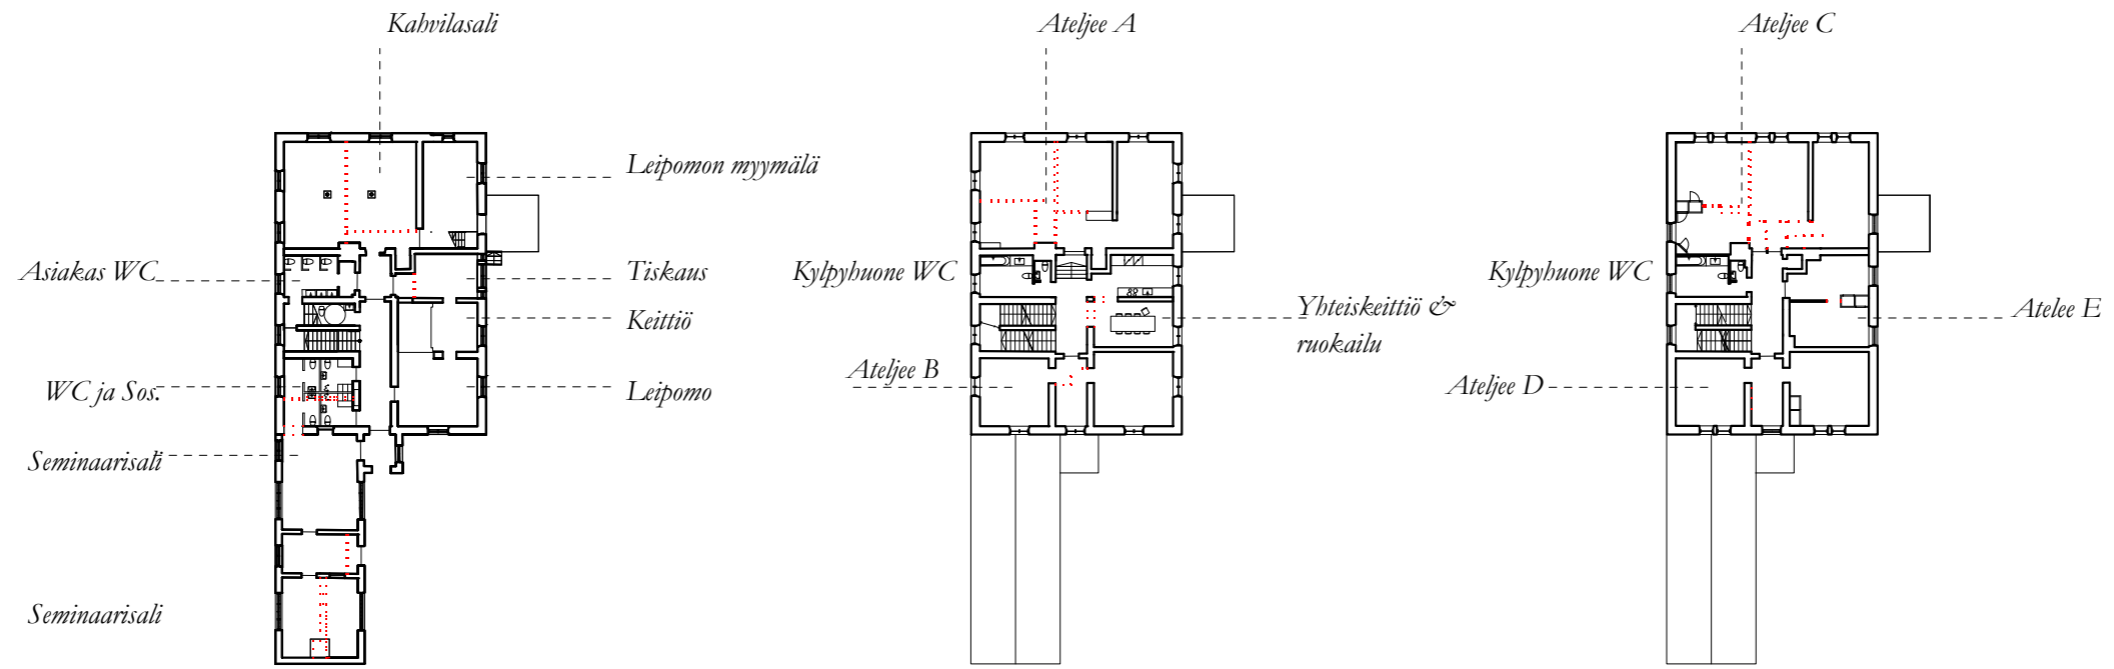 Kahvilasali
Leipomon myymälä
Asiakas WC
Tiskaus
Keittiö
WC ja Sos.
Leipomo
Seminaarisali
Seminaarisali
Ateljee A
Kylpyhuone WC
Yhteiskeittiö &
ruokailu
Ateljee B
Ateljee C
Kylpyhuone WC
Atelee E
Ateljee D